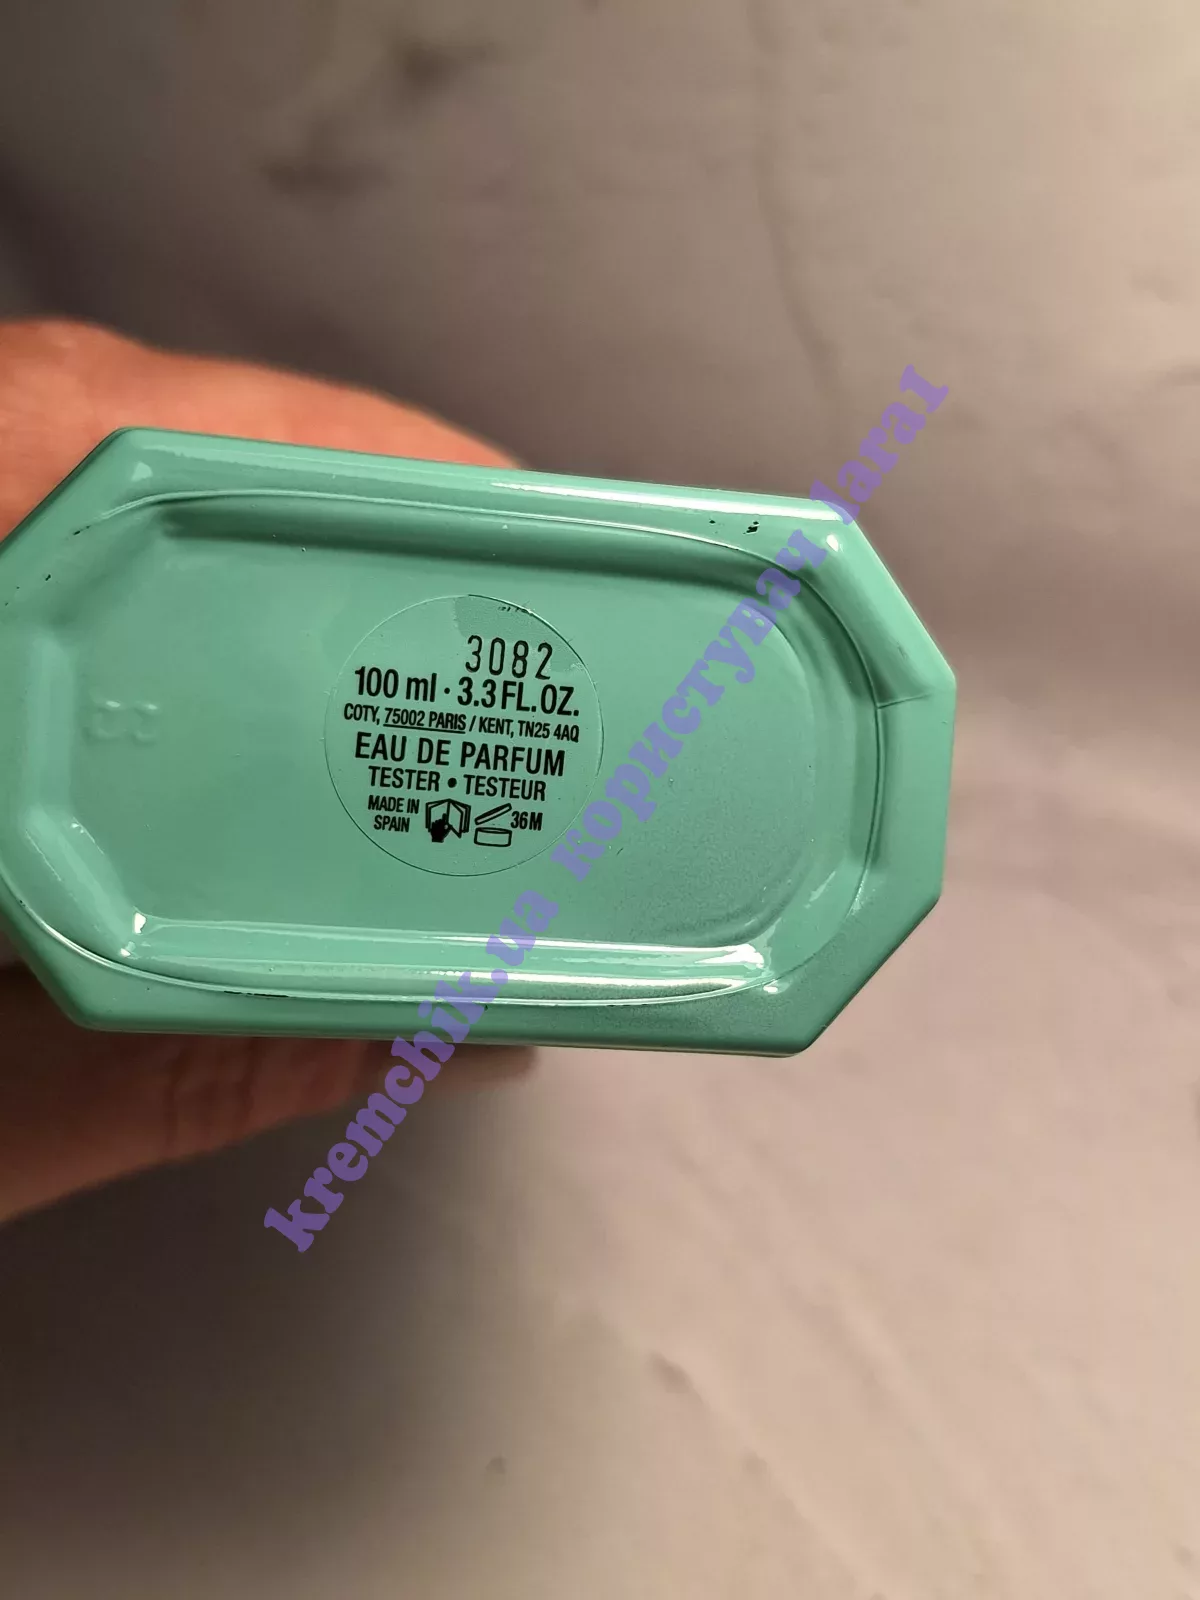 3082
100 ml · 3.3 FL.OZ.
COTY, 75002 PARIS / KENT, TN25 4AQ
EAU DE PARFUM
TESTER • TESTEUR
MADE IN
SPAIN
36M
kremchik.ua користувач lara1